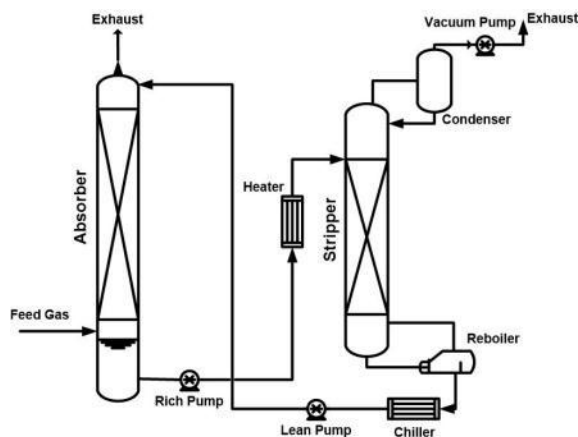 Exhaust
Vacuum Pump
Exhaust
Condenser
Heater
Absorber
Stripper
Feed Gas
Reboiler
Rich Pump
Lean Pump
Chiller